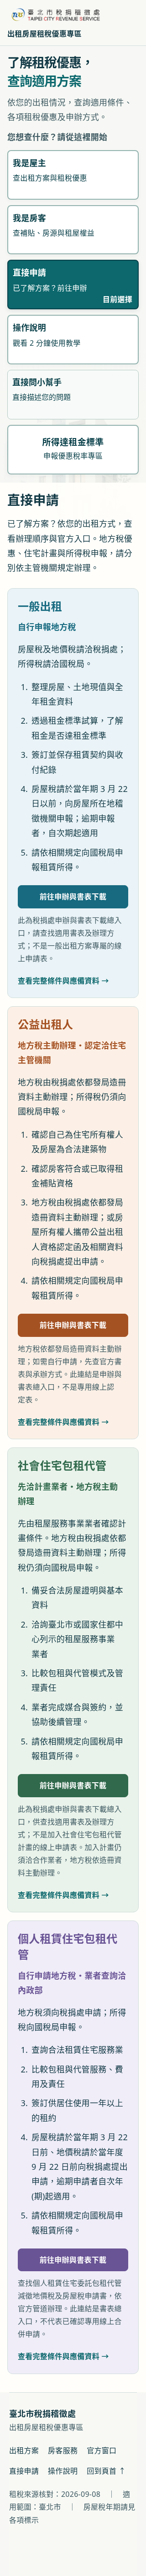 臺北市稅捐稽徵處
TAIPEI CITY REVENUE SERVICE
出租房屋租稅優惠專區
了解租稅優惠，
查詢適用方案
依您的出租情況，查詢適用條件、
各項租稅優惠及申辦方式。
您想查什麼？請從這裡開始
我是屋主
查出租方案與租稅優惠
我是房客
查補貼、房源與租屋權益
直接申請
已了解方案？前往申辦
目前選擇
操作說明
觀看 2 分鐘使用教學
直接問小幫手
直接描述您的問題
所得達租金標準
申報優惠稅率專區
直接申請
已了解方案？依您的出租方式，查
看辦理順序與官方入口。地方稅優
惠、住宅計畫與所得稅申報，請分
別依主管機關規定辦理。
一般出租
自行申報地方稅
房屋稅及地價稅請洽稅捐處；
所得稅請洽國稅局。
1. 整理房屋、土地現值與全
年租金資料
2. 透過租金標準試算，了解
租金是否達租金標準
3. 簽訂並保存租賃契約與收
付紀錄
4. 房屋稅請於當年期 3 月 22
日以前，向房屋所在地稽
徵機關申報；逾期申報
者，自次期起適用
5. 請依相關規定向國稅局申
報租賃所得。
前往申辦與書表下載
此為稅捐處申辦與書表下載總入
口，請查找適用書表及辦理方
式；不是一般出租方案專屬的線
上申請表。
查看完整條件與應備資料 →
公益出租人
地方稅主動辦理・認定洽住宅
主管機關
地方稅由稅捐處依都發局造冊
資料主動辦理；所得稅仍須向
國稅局申報。
1. 確認自己為住宅所有權人
及房屋為合法建築物
2. 確認房客符合或已取得租
金補貼資格
3. 地方稅由稅捐處依都發局
造冊資料主動辦理；或房
屋所有權人攜帶公益出租
人資格認定函及相關資料
向稅捐處提出申請。
4. 請依相關規定向國稅局申
報租賃所得。
前往申辦與書表下載
地方稅依都發局造冊資料主動辦
理；如需自行申請，先查官方書
表與承辦方式。此連結是申辦與
書表總入口，不是專用線上認
定表。
查看完整條件與應備資料 →
社會住宅包租代管
先洽計畫業者・地方稅主動
辦理
先由租屋服務事業業者確認計
畫條件。地方稅由稅捐處依都
發局造冊資料主動辦理；所得
稅仍須向國稅局申報。
1. 備妥合法房屋證明與基本
資料
2. 洽詢臺北市或國家住都中
心列示的租屋服務事業
業者
3. 比較包租與代管模式及管
理責任
4. 業者完成媒合與簽約，並
協助後續管理。
5. 請依相關規定向國稅局申
報租賃所得。
前往申辦與書表下載
此為稅捐處申辦與書表下載總入
口，供查找適用書表及辦理方
式；不是加入社會住宅包租代管
計畫的線上申請表。加入計畫仍
須洽合作業者，地方稅依造冊資
料主動辦理。
查看完整條件與應備資料 →
個人租賃住宅包租代
管
自行申請地方稅・業者查詢洽
內政部
地方稅須向稅捐處申請；所得
稅向國稅局申報。
1. 查詢合法租賃住宅服務業
2. 比較包租與代管服務、費
用及責任
3. 簽訂供居住使用一年以上
的租約
4. 房屋稅請於當年期 3 月 22
日前、地價稅請於當年度
9 月 22 日前向稅捐處提出
申請，逾期申請者自次年
(期)起適用。
5. 請依相關規定向國稅局申
報租賃所得。
前往申辦與書表下載
查找個人租賃住宅委託包租代管
減徵地價稅及房屋稅申請書，依
官方管道辦理。此連結是書表總
入口，不代表已確認專用線上合
併申請。
查看完整條件與應備資料 →
臺北市稅捐稽徵處
出租房屋租稅優惠專區
出租方案 房客服務 官方窗口
直接申請 操作說明 回到頁首 ↑
租稅來源核對：2026-09-08 ｜ 適
用範圍：臺北市 ｜ 房屋稅年期請見
各項標示